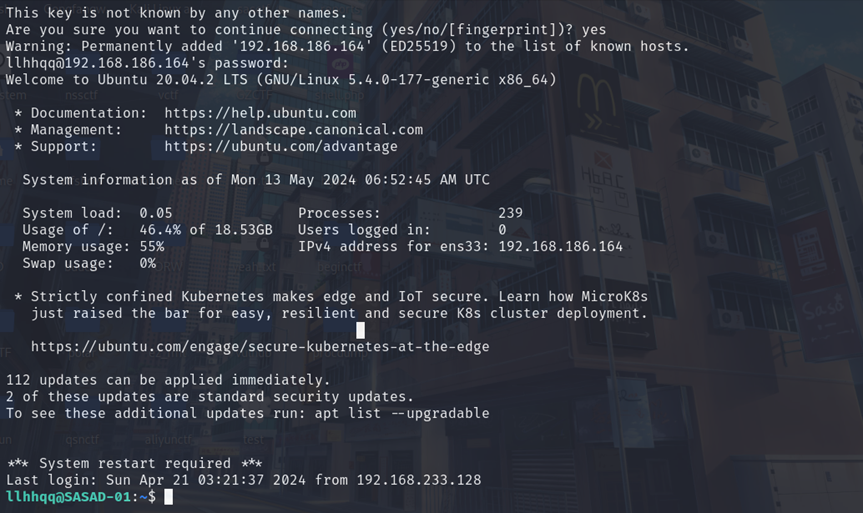 This key is not known by any other names.
Are you sure you want to continue connecting (yes/no/[fingerprint])? yes
Warning: Permanently added '192.168.186.164' (ED25519) to the list of known hosts.
llhhqq@192.168.186.164's password:
Welcome to Ubuntu 20.04.2 LTS (GNU/Linux 5.4.0-177-generic x86_64)
* Documentation:  https://help.ubuntu.com
* Management:     https://landscape.canonical.com
* Support:        https://ubuntu.com/advantage
System information as of Mon 13 May 2024 06:52:45 AM UTC
System load:  0.05               Processes:              239
Usage of /:   46.4% of 18.53GB   Users logged in:        0
Memory usage: 55%                IPv4 address for ens33: 192.168.186.164
Swap usage:   0%
* Strictly confined Kubernetes makes edge and IoT secure. Learn how MicroK8s
just raised the bar for easy, resilient and secure K8s cluster deployment.
https://ubuntu.com/engage/secure-kubernetes-at-the-edge
112 updates can be applied immediately.
2 of these updates are standard security updates.
To see these additional updates run: apt list --upgradable
qsnctf allyunctf test
*** System restart required ***
Last login: Sun Apr 21 03:21:37 2024 from 192.168.233.128
llhhqq@SASAD-01:~$